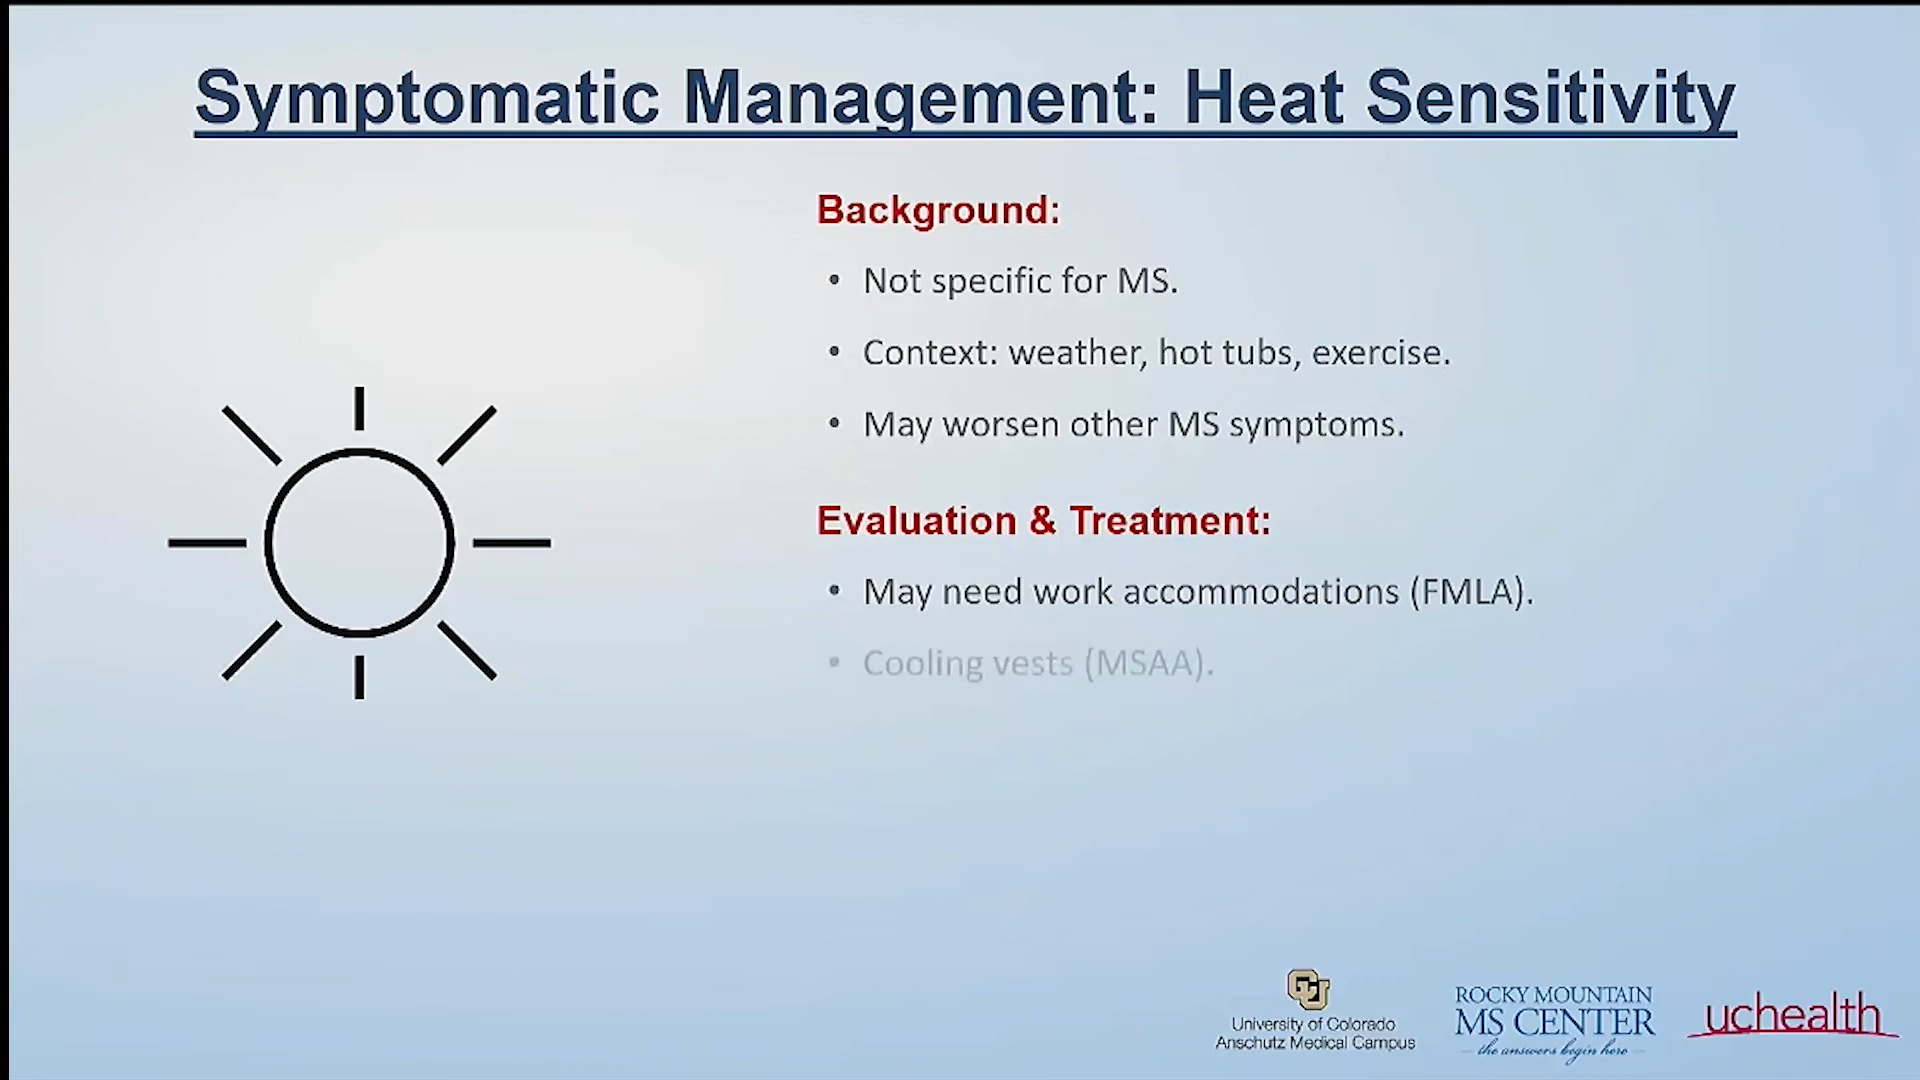 Symptomatic Management: Heat Sensitivity
Background:
• Not specific for MS.
• Context: weather, hot tubs, exercise.
• May worsen other MS symptoms.
Evaluation & Treatment:
• May need work accommodations (FMLA).
• Cooling vests (MSAA).
CU
University of Colorado
Anschutz Medical Campus
ROCKY MOUNTAIN
MS CENTER
— the answers begin here —
uchealth